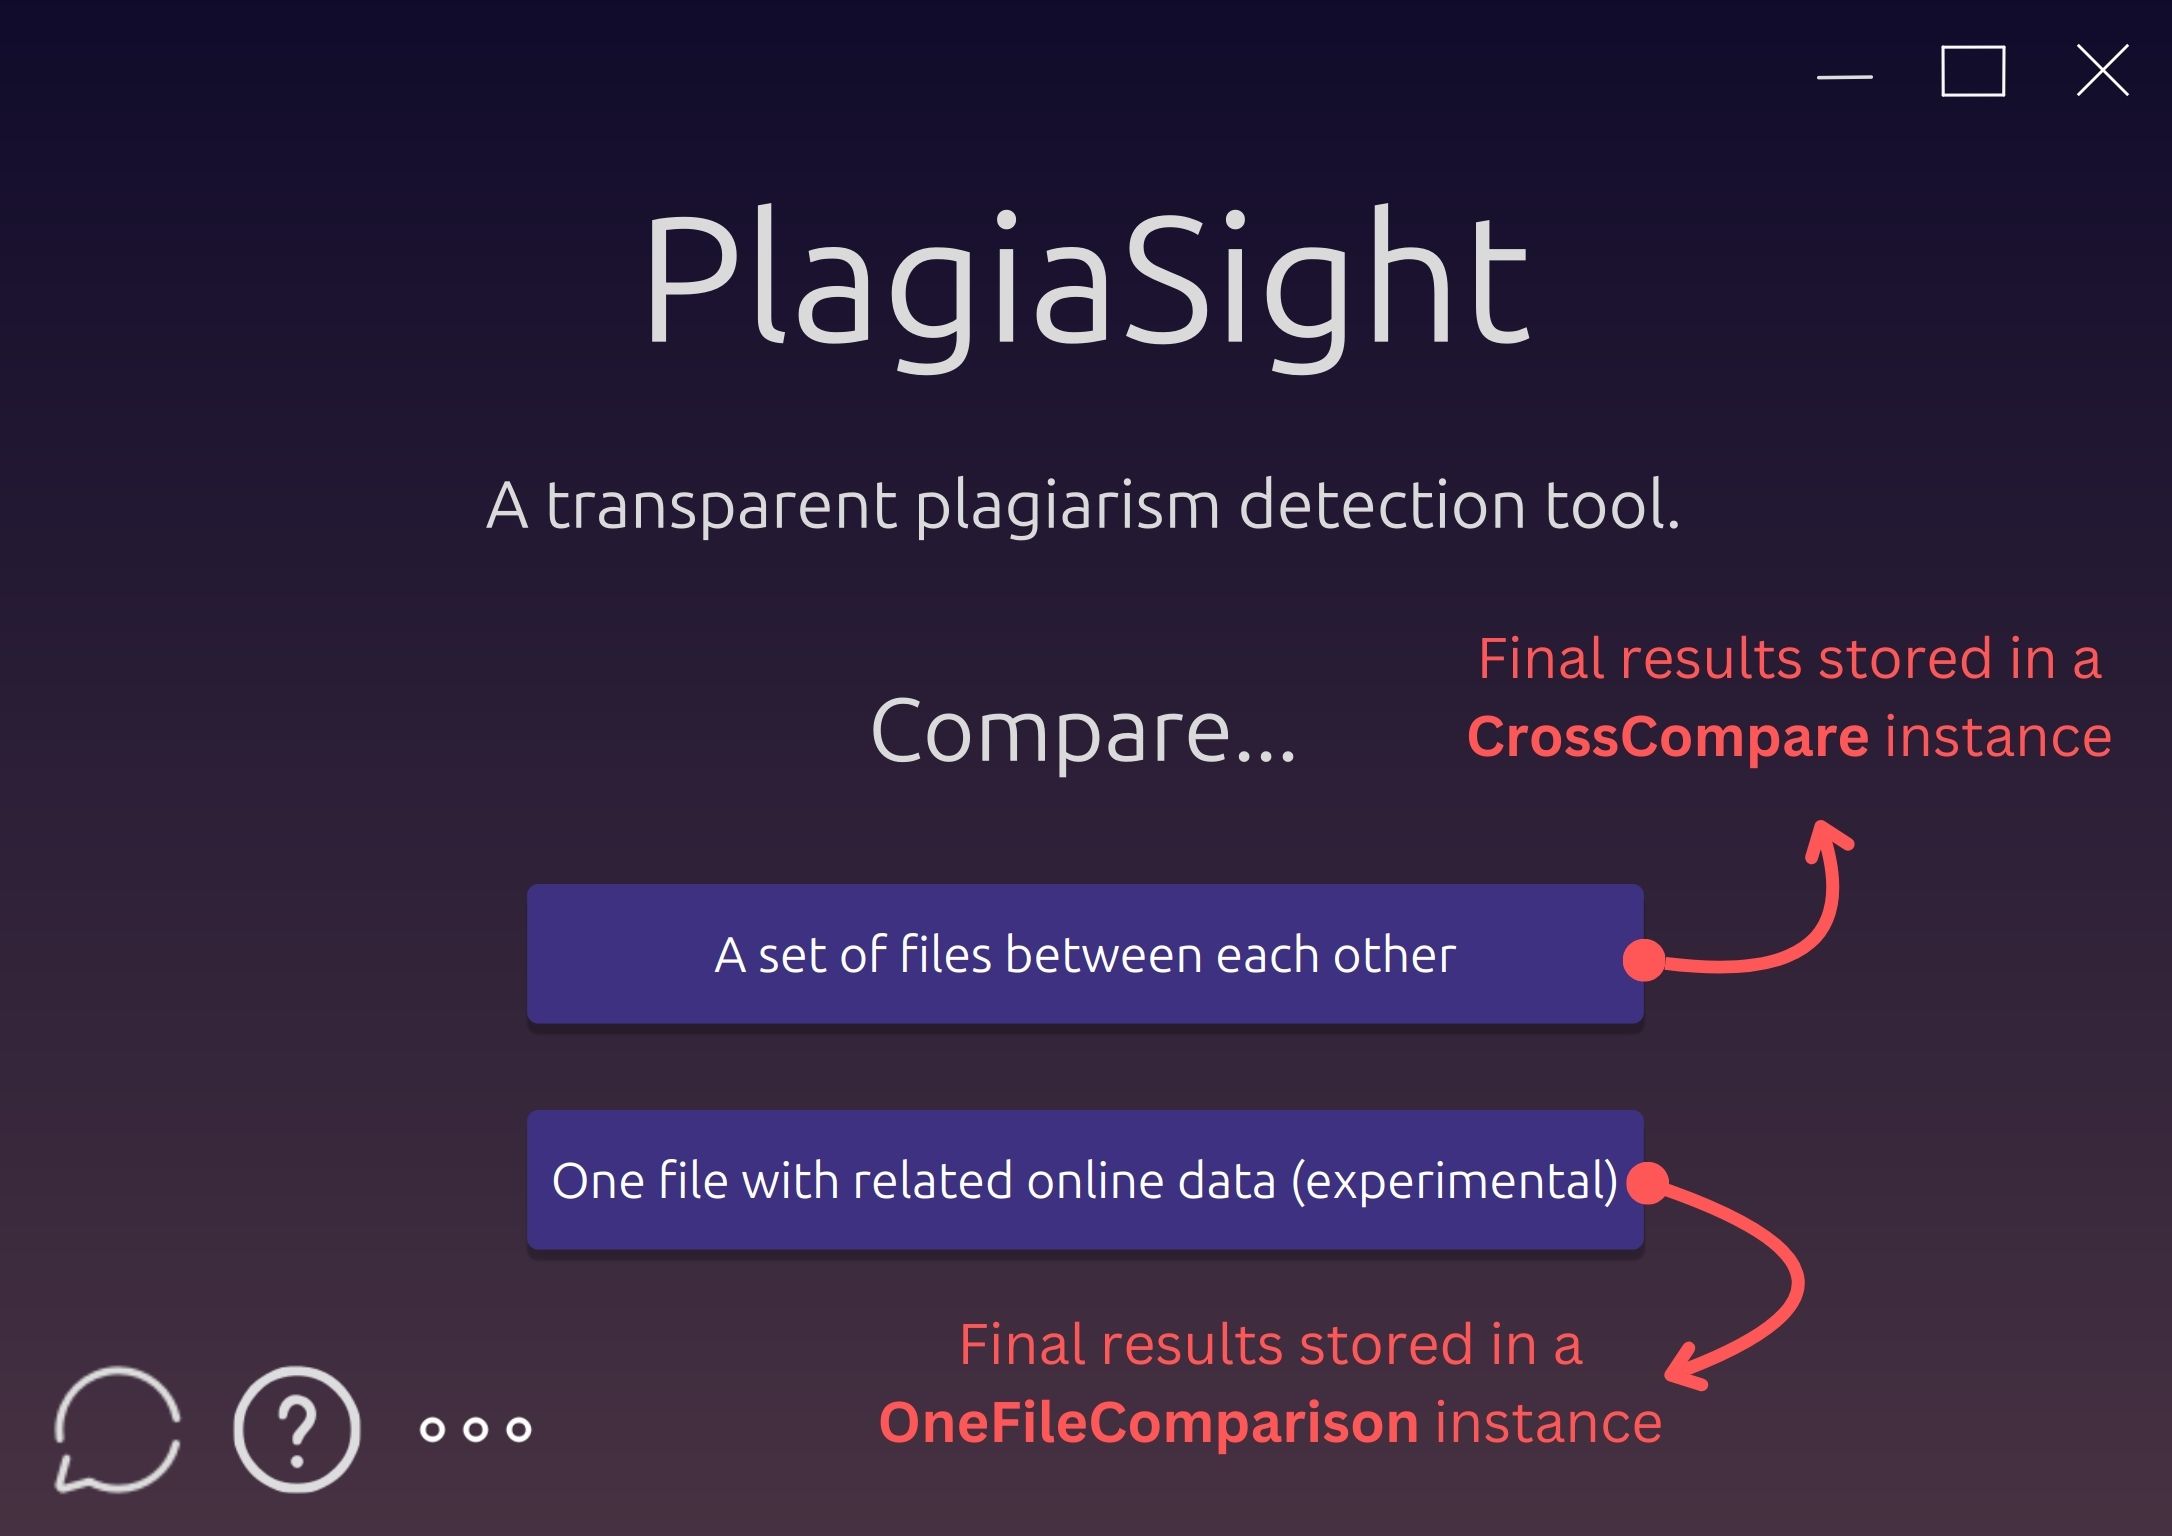 PlagiaSight
A transparent plagiarism detection tool.
Final results stored in a
CrossCompare instance
Compare...
A set of files between each other
One file with related online data (experimental)
Final results stored in a
OneFileComparison instance
?